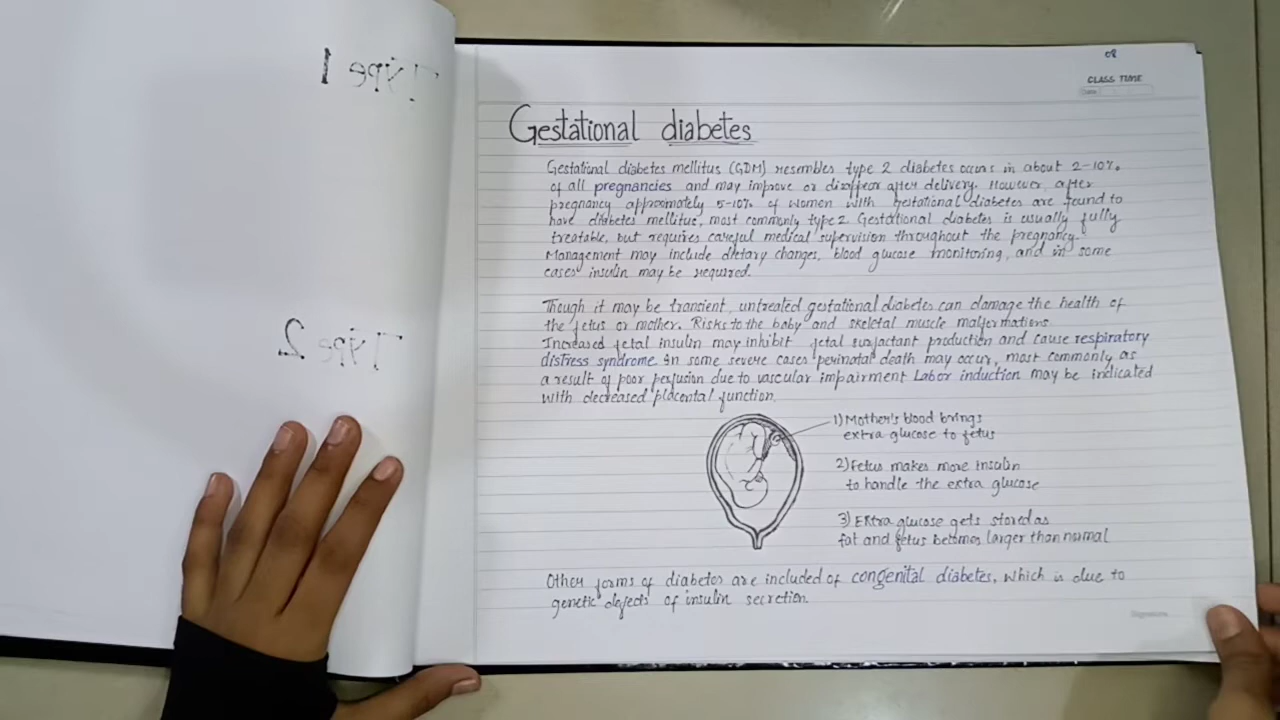 Type 1
Type 2
08
CLASS TIME
Date
Gestational diabetes
Gestational diabetes mellitus (GDM) resembles type 2 diabetes occurs in about 2-10%
of all pregnancies and may improve or disappear after delivery. However, after
pregnancy approximately 5-10% of women with gestational diabetes are found to
have diabetes mellitus, most commonly type 2. Gestational diabetes is usually fully
treatable, but requires careful medical supervision throughout the pregnancy.
Management may include dietary changes, blood glucose monitoring, and in some
cases insulin may be required.
Though it may be transient, untreated gestational diabetes can damage the health of
the fetus or mother. Risks to the baby and skeletal muscle malformations.
Increased fetal insulin may inhibit fetal surfactant production and cause respiratory
distress syndrome. In some severe cases perinatal death may occur, most commonly as
a result of poor perfusion due to vascular impairment Labor induction may be indicated
with decreased placental function.
1) Mother's blood brings
extra glucose to fetus
2) Fetus makes more insulin
to handle the extra glucose
3) Extra glucose gets stored as
fat and fetus becomes larger than normal
Other forms of diabetes are included of congenital diabetes, which is due to
genetic defects of insulin secretion.
Signature